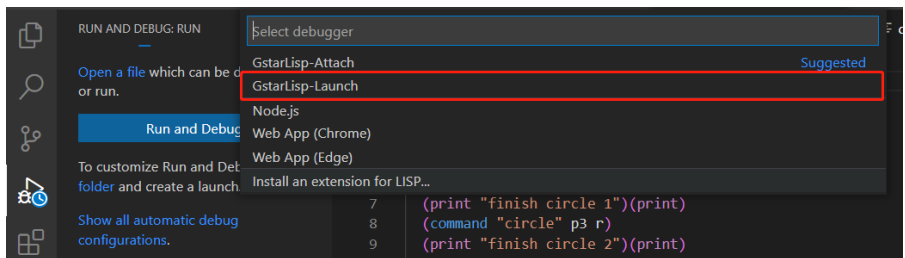 RUN AND DEBUG: RUN
Open a file which can be d
or run.
Run and Debug
To customize Run and Deb
folder and create a launch.
Show all automatic debug
configurations.
Select debugger
GstarLisp-Attach Suggested
GstarLisp-Launch
Node.js
Web App (Chrome)
Web App (Edge)
Install an extension for LISP...
7 (print "finish circle 1")(print)
8 (command "circle" p3 r)
9 (print "finish circle 2")(print)